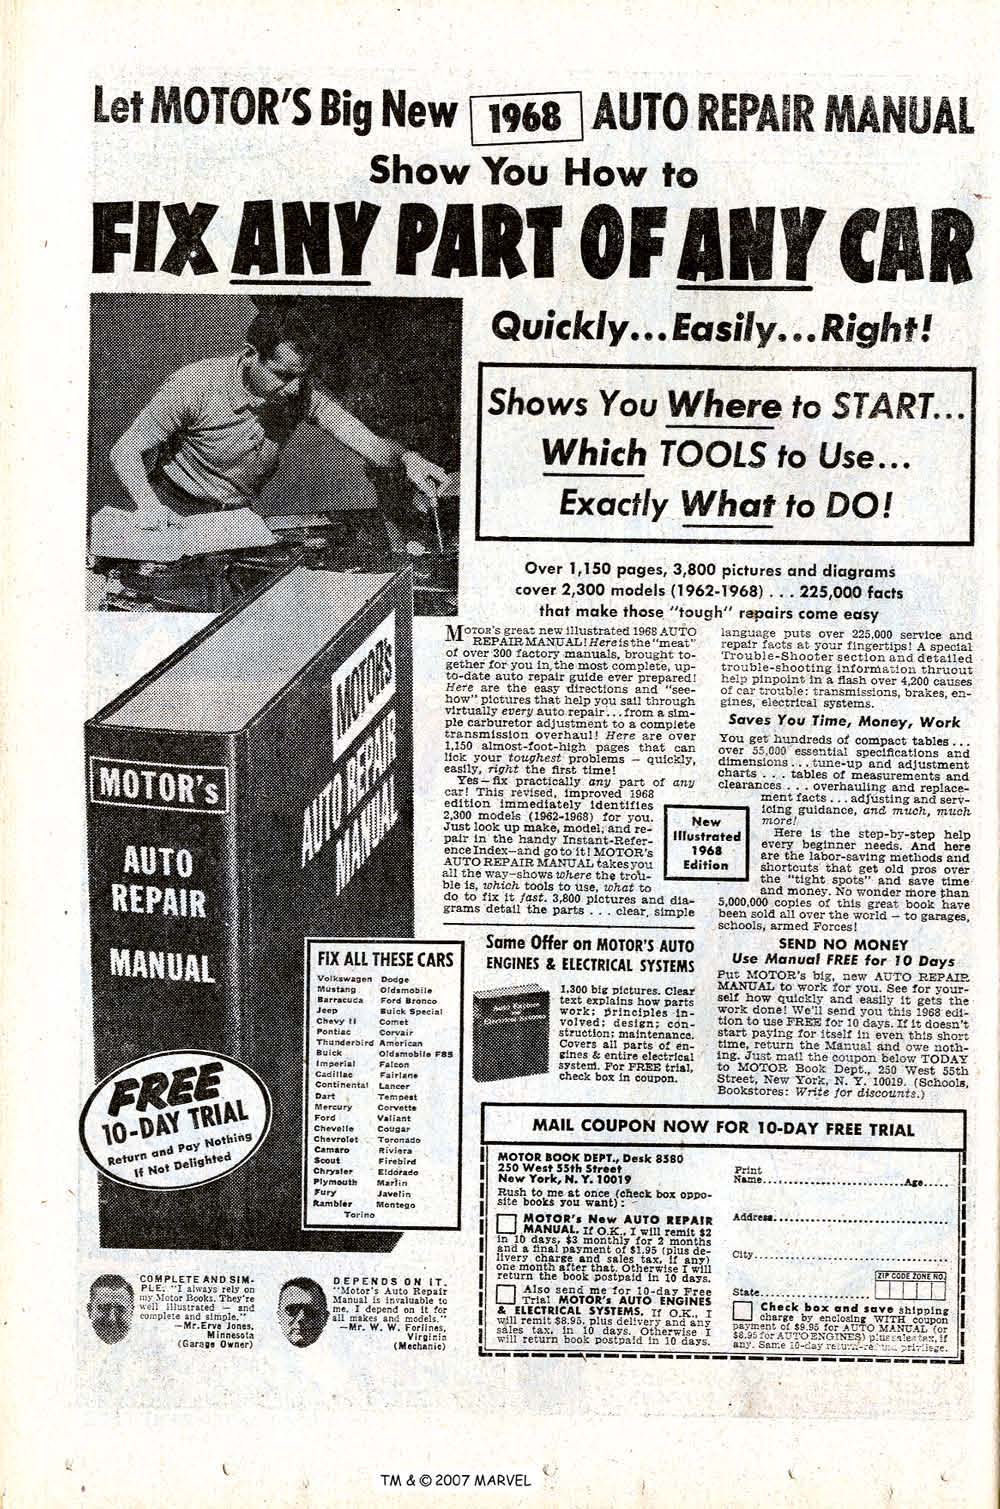 Let MOTOR'S Big New 1968 AUTO REPAIR MANUAL
Show You How to
FIX ANY PART OF ANY CAR
Quickly...Easily...Right!
Shows You Where to START...
Which TOOLS to Use...
Exactly What to DO!
Over 1,150 pages, 3,800 pictures and diagrams
cover 2,300 models (1962-1968) . . . 225,000 facts
that make those "tough" repairs come easy
MOTOR'S
AUTO
REPAIR
MANUAL
MOTOR'S
AUTO REPAIR
MANUAL
MOTOR'S great new illustrated 1968 AUTO
REPAIR MANUAL! Here is the "meat"
of over 300 factory manuals, brought to-
gether for you in the most complete, up-
to-date auto repair guide ever prepared!
Here are the easy directions and "see-
how" pictures that help you sail through
virtually every auto repair...from a sim-
ple carburetor adjustment to a complete
transmission overhaul! Here are over
1,150 almost-foot-high pages that can
lick your toughest problems — quickly,
easily, right the first time!
Yes—fix practically any part of any
car! This revised, improved 1968
edition immediately identifies
2,300 models (1962-1968) for you.
Just look up make, model, and re-
pair in the handy Instant-Refer-
ence Index—and go to it! MOTOR's
AUTO REPAIR MANUAL takes you
all the way—shows where the trou-
ble is, which tools to use, what to
do to fix it fast. 3,800 pictures and dia-
grams detail the parts . . . clear, simple
language puts over 225,000 service and
repair facts at your fingertips! A special
Trouble-Shooter section and detailed
trouble-shooting information thruout
help pinpoint in a flash over 4,200 causes
of car trouble: transmissions, brakes, en-
gines, electrical systems.
Saves You Time, Money, Work
You get hundreds of compact tables...
over 55,000 essential specifications and
dimensions...tune-up and adjustment
charts . . . tables of measurements and
clearances . . . overhauling and replace-
ment facts . . . adjusting and serv-
icing guidance, and much, much
more!
Here is the step-by-step help
every beginner needs. And here
are the labor-saving methods and
shortcuts that get old pros over
the "tight spots" and save time
and money. No wonder more than
5,000,000 copies of this great book have
been sold all over the world — to garages,
schools, armed Forces!
New
Illustrated
1968
Edition
SEND NO MONEY
Use Manual FREE for 10 Days
Put MOTOR's big, new AUTO REPAIR
MANUAL to work for you. See for your-
self how quickly and easily it gets the
work done! We'll send you this 1968 edi-
tion to use FREE for 10 days. If it doesn't
start paying for itself in even this short
time, return the Manual and owe noth-
ing. Just mail the coupon below TODAY
to MOTOR Book Dept., 250 West 55th
Street, New York, N. Y. 10019. (Schools,
Bookstores: Write for discounts.)
Same Offer on MOTOR'S AUTO
ENGINES & ELECTRICAL SYSTEMS
Auto Engines
and
Electrical Systems
1,300 big pictures. Clear
text explains how parts
work; principles in-
volved; design; con-
struction; maintenance.
Covers all parts of en-
gines & entire electrical
system. For FREE trial,
check box in coupon.
FIX ALL THESE CARS
Volkswagen Dodge
Mustang Oldsmobile
Barracuda Ford Bronco
Jeep Buick Special
Chevy II Comet
Pontiac Corvair
Thunderbird American
Buick Oldsmobile F85
Imperial Falcon
Cadillac Fairlane
Continental Lancer
Dart Tempest
Mercury Corvette
Ford Valiant
Chevelle Cougar
Chevrolet Toronado
Camaro Riviera
Scout Firebird
Chrysler Eldorado
Plymouth Marlin
Fury Javelin
Rambler Montego
Torino
FREE
10-DAY TRIAL
Return and Pay Nothing
If Not Delighted
COMPLETE AND SIM-
PLE. "I always rely on
my Motor Books. They're
well illustrated — and
complete and simple."
—Mr. Erva Jones,
Minnesota
(Garage Owner)
DEPENDS ON IT.
"Motor's Auto Repair
Manual is invaluable to
me. I depend on it for
all makes and models."
—Mr. W. W. Forlines,
Virginia
(Mechanic)
MAIL COUPON NOW FOR 10-DAY FREE TRIAL
MOTOR BOOK DEPT., Desk 8580
250 West 55th Street
New York, N. Y. 10019
Rush to me at once (check box oppo-
site books you want):
MOTOR's New AUTO REPAIR
MANUAL. If O.K., I will remit $2
in 10 days, $3 monthly for 2 months
and a final payment of $1.95 (plus de-
livery charge and sales tax, if any)
one month after that. Otherwise I will
return the book postpaid in 10 days.
Also send me for 10-day Free
Trial MOTOR's AUTO ENGINES
& ELECTRICAL SYSTEMS. If O.K., I
will remit $8.95, plus delivery and any
sales tax, in 10 days. Otherwise I
will return book postpaid in 10 days.
Print
Name.....Age.....
Address.....
City.....
ZIP CODE ZONE NO.
State.....
Check box and save shipping
charge by enclosing WITH coupon
payment of $9.95 for AUTO MANUAL (or
$8.95 for AUTO ENGINES) plus sales tax, if
any. Same 10-day return-refund privilege.
TM & © 2007 MARVEL